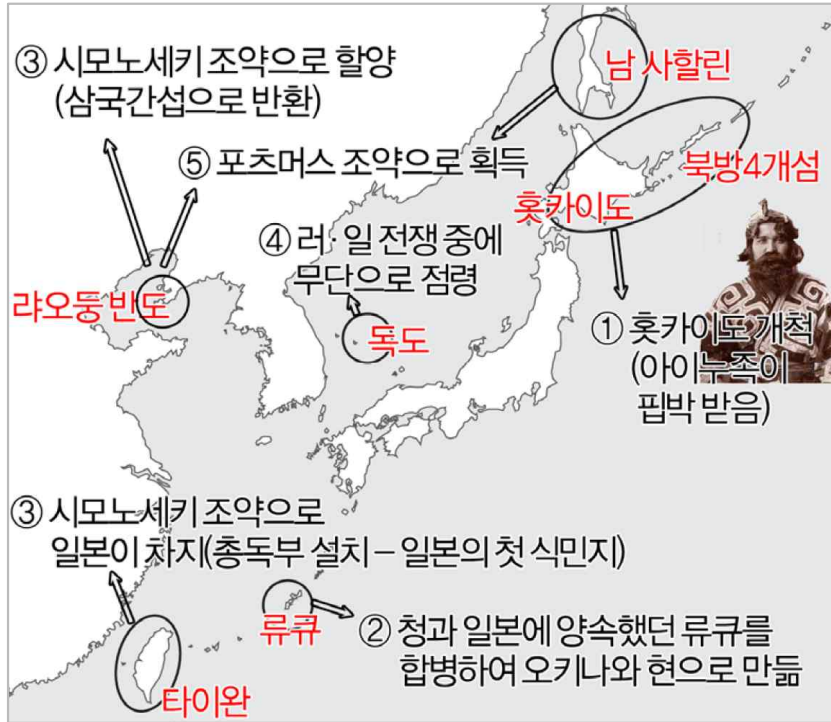 ③ 시모노세키 조약으로 할양
(삼국간섭으로 반환)
남 사할린
⑤ 포츠머스 조약으로 획득
북방4개섬
홋카이도
④ 러·일 전쟁 중에
무단으로 점령
랴오둥 반도
독도
① 홋카이도 개척
(아이누족이
핍박 받음)
③ 시모노세키 조약으로
일본이 차지(총독부 설치 – 일본의 첫 식민지)
류큐
② 청과 일본에 양속했던 류큐를
합병하여 오키나와 현으로 만듦
타이완